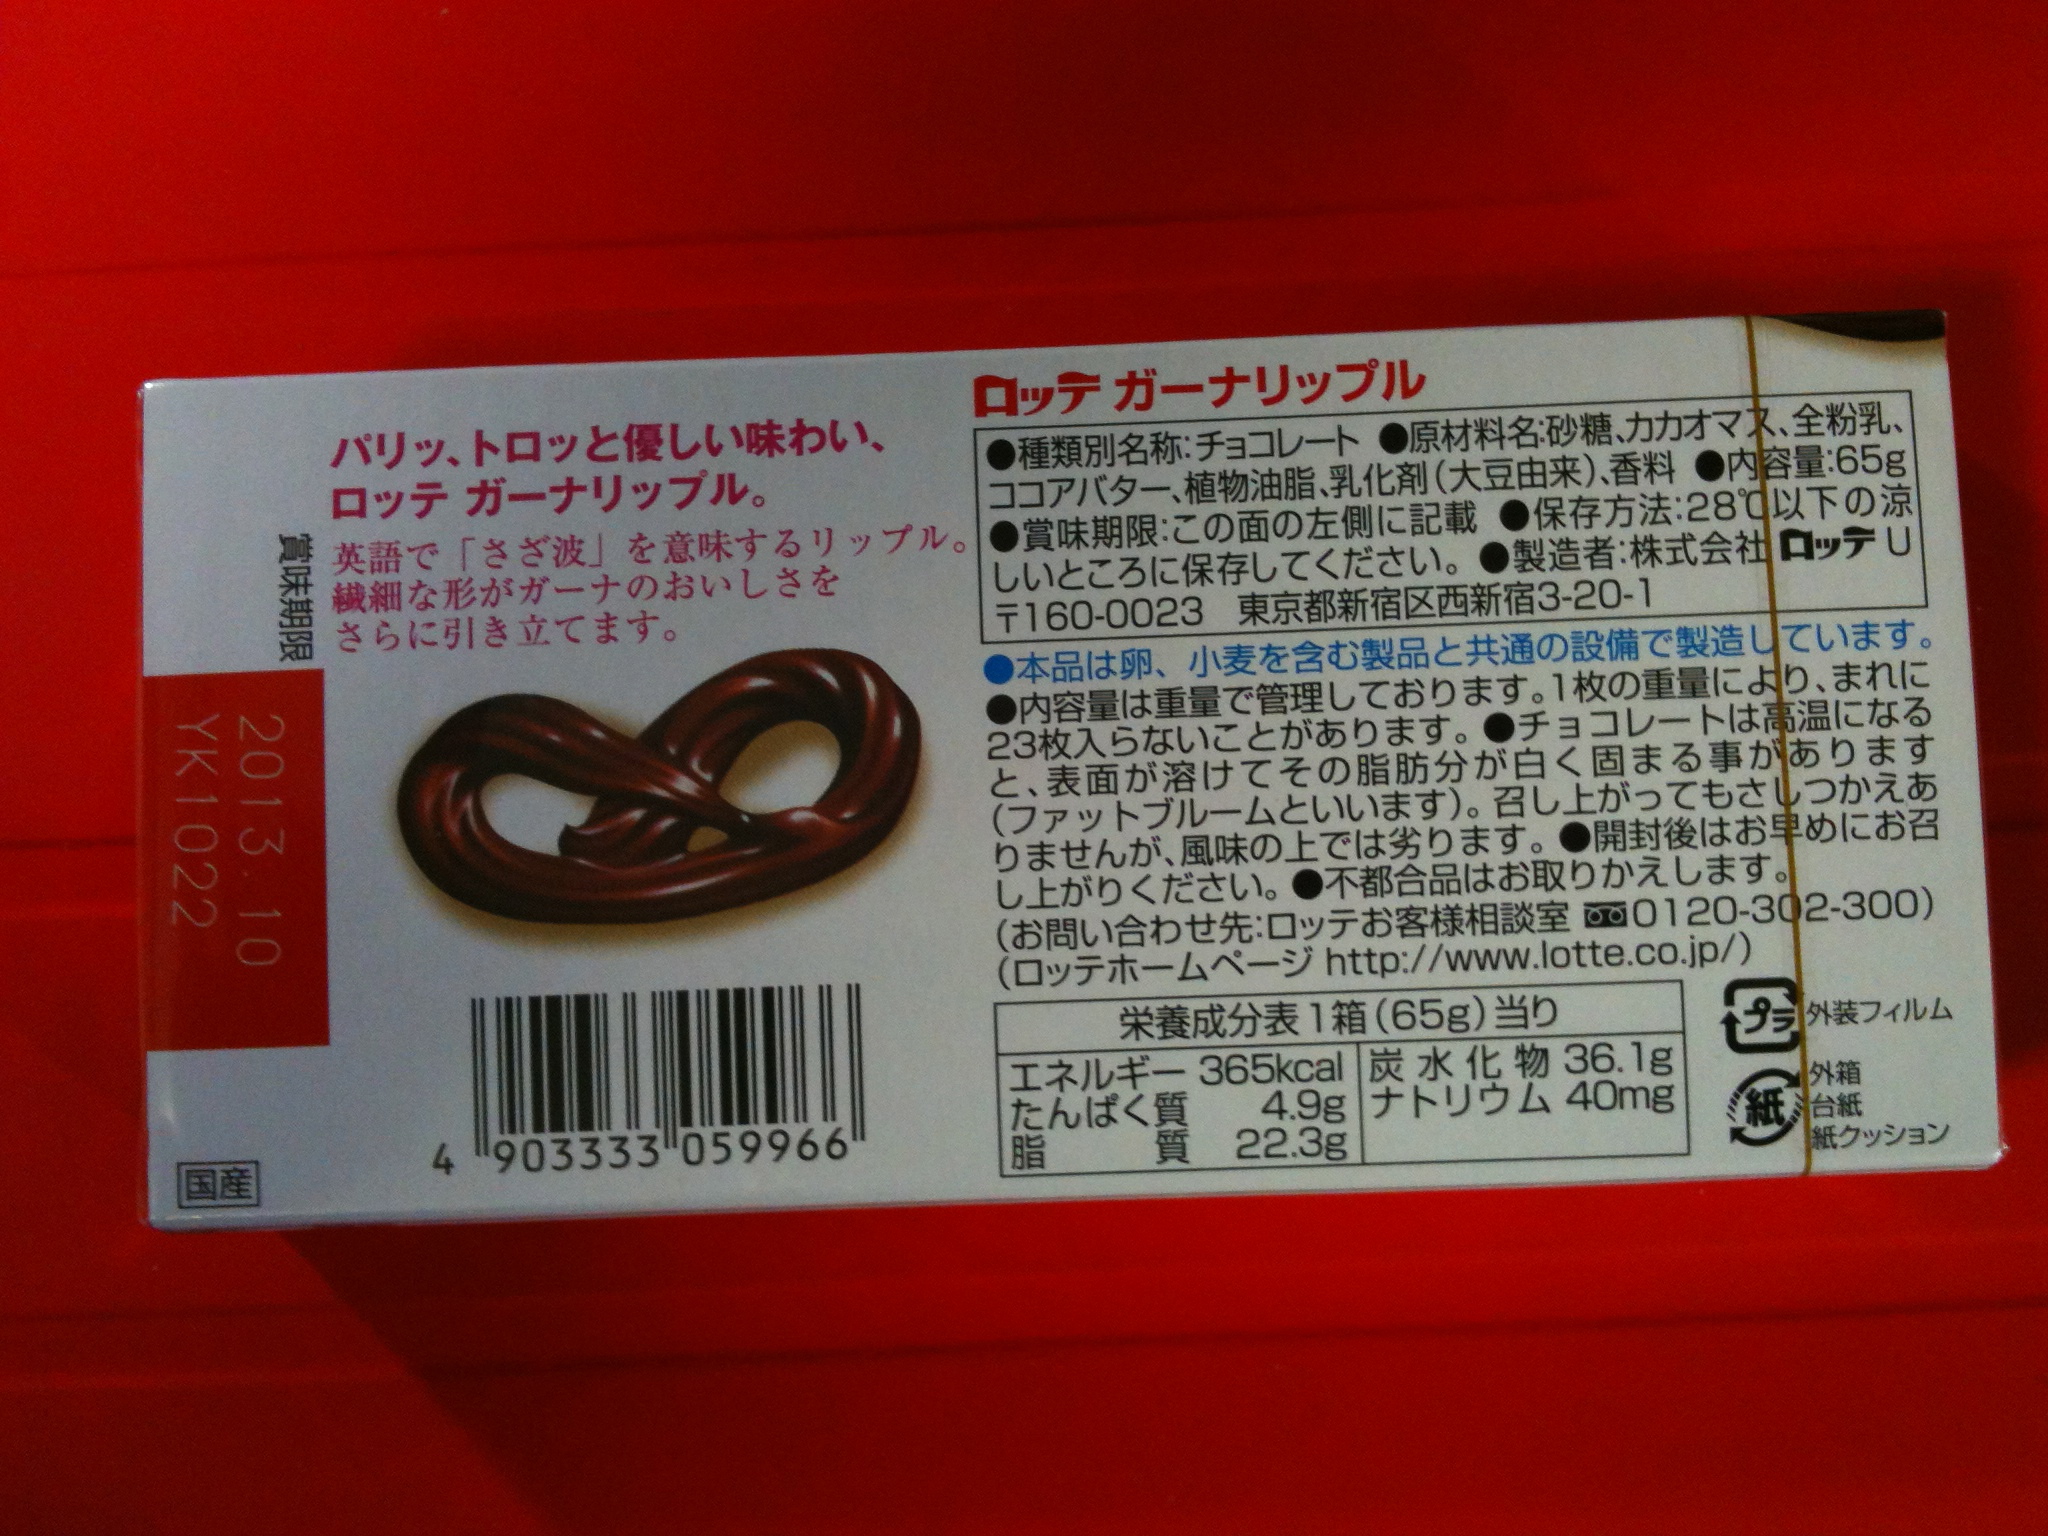 パリッ、トロッと優しい味わい、
ロッテ ガーナリップル。
英語で「さざ波」を意味するリップル。
繊細な形がガーナのおいしさを
さらに引き立てます。
賞味期限
2013.10
YK1022
国産
4 903333 059966
ロッテ ガーナリップル
●種類別名称:チョコレート ●原材料名:砂糖、カカオマス、全粉乳、
ココアバター、植物油脂、乳化剤(大豆由来)、香料 ●内容量:65g
●賞味期限:この面の左側に記載 ●保存方法:28℃以下の涼
しいところに保存してください。 ●製造者:株式会社 ロッテ U
〒160-0023 東京都新宿区西新宿3-20-1
●本品は卵、小麦を含む製品と共通の設備で製造しています。
●内容量は重量で管理しております。1枚の重量により、まれに
23枚入らないことがあります。●チョコレートは高温になる
と、表面が溶けてその脂肪分が白く固まる事があります
(ファットブルームといいます)。召し上がってもさしつかえあ
りませんが、風味の上では劣ります。●開封後はお早めにお召
し上がりください。●不都合品はお取りかえします。
(お問い合わせ先:ロッテお客様相談室 0120-302-300)
(ロッテホームページ http://www.lotte.co.jp/)
栄養成分表1箱(65g)当り
エネルギー 365kcal 炭水化物 36.1g
たんぱく質 4.9g ナトリウム 40mg
脂質 22.3g
プラ 外装フィルム
紙 外箱
台紙
紙クッション